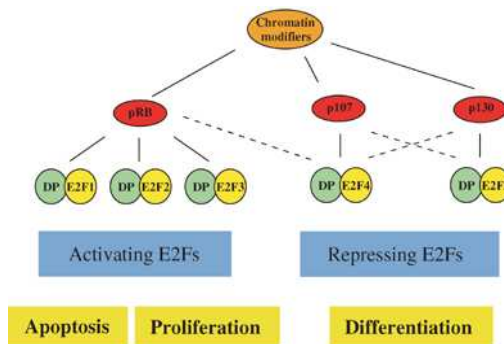 Chromatin
modifiers
pRB
p107
p130
DP E2F1
DP E2F2
DP E2F3
DP E2F4
DP E2F
Activating E2Fs
Repressing E2Fs
Apoptosis
Proliferation
Differentiation